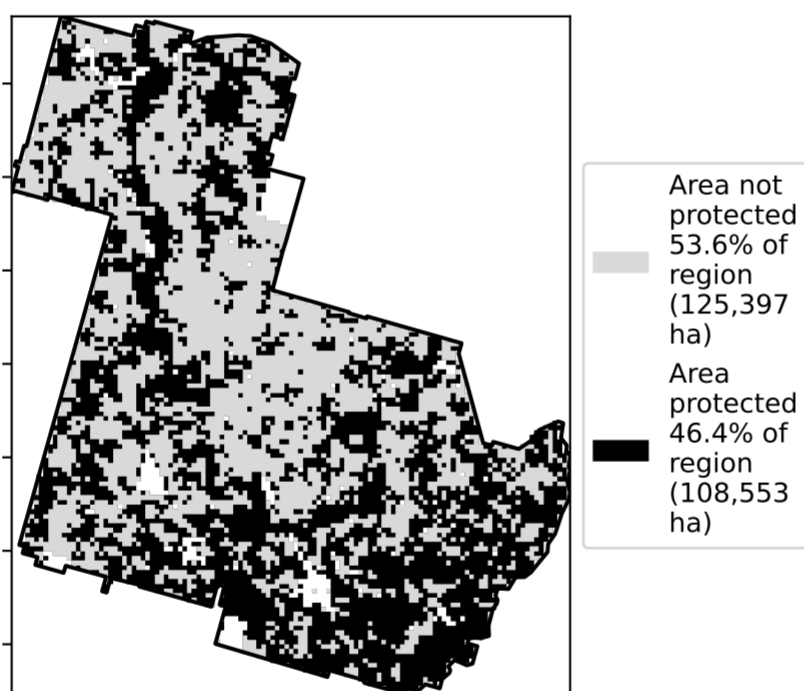 Area not
protected
53.6% of
region
(125,397
ha)
Area
protected
46.4% of
region
(108,553
ha)